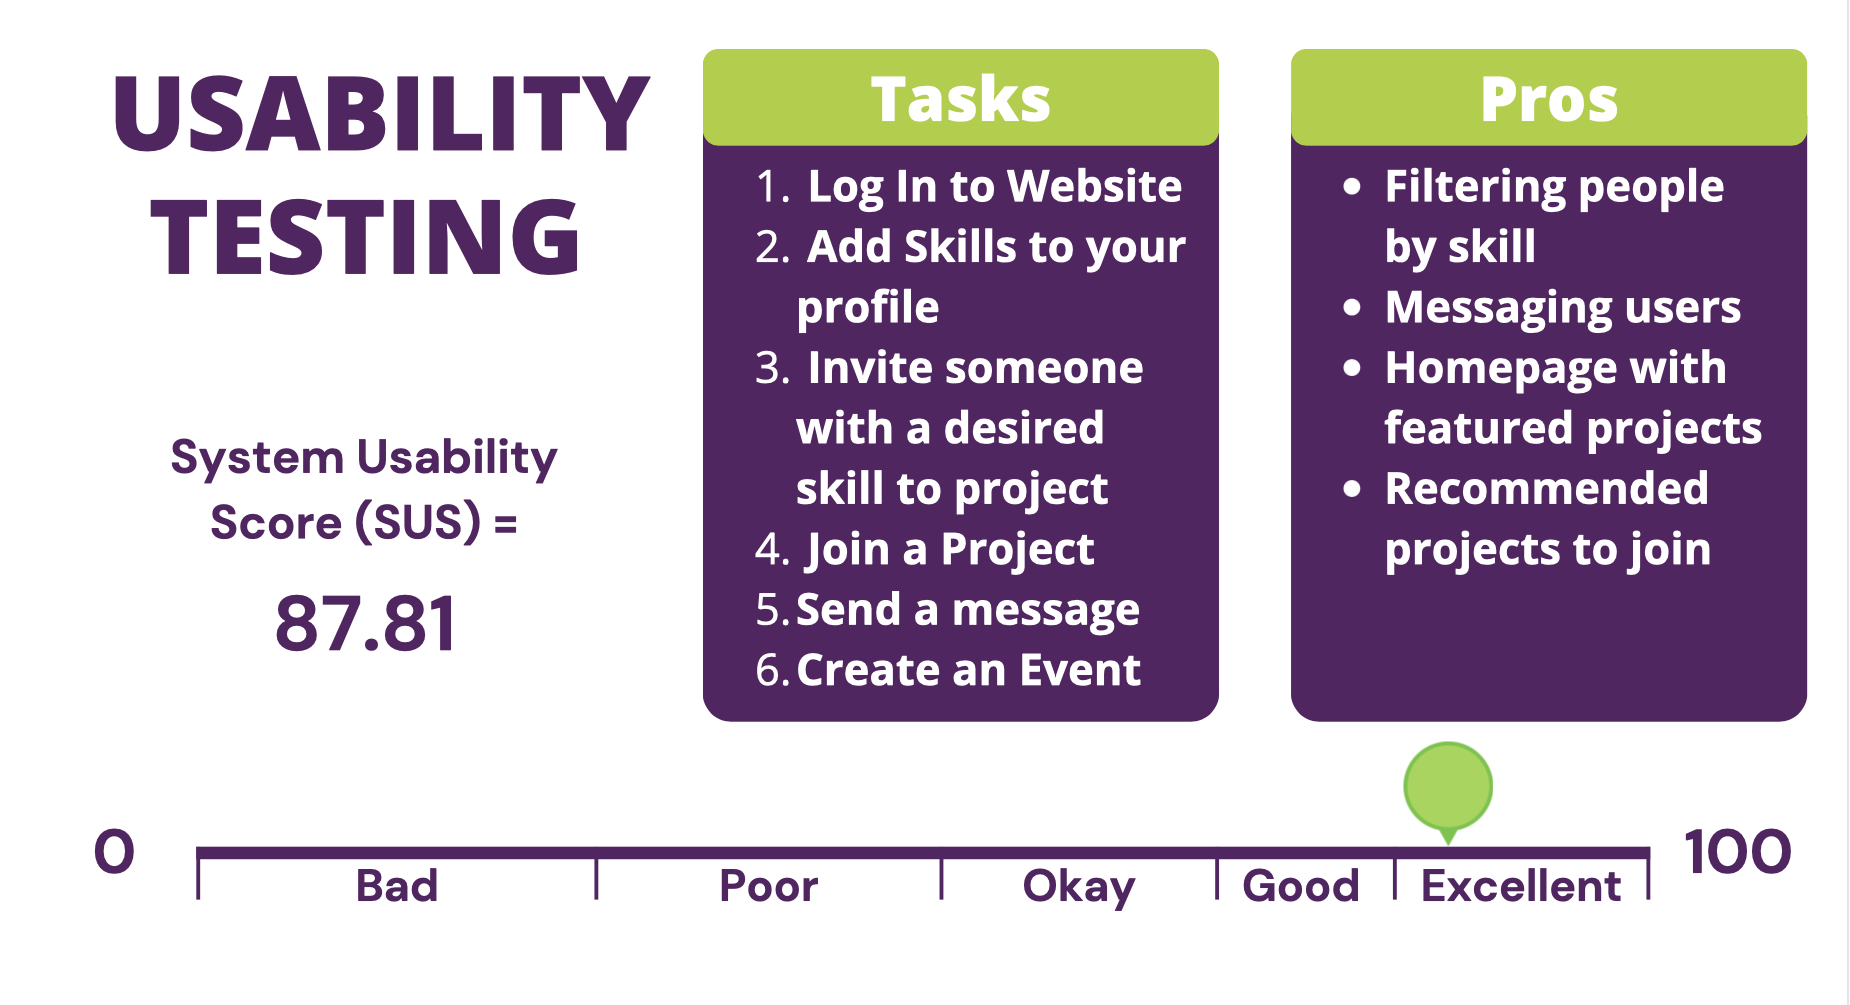 USABILITY
TESTING
System Usability
Score (SUS) =
87.81
Tasks
1. Log In to Website
2. Add Skills to your
profile
3. Invite someone
with a desired
skill to project
4. Join a Project
5. Send a message
6. Create an Event
Pros
• Filtering people
by skill
• Messaging users
• Homepage with
featured projects
• Recommended
projects to join
0
100
Bad
Poor
Okay
Good
Excellent